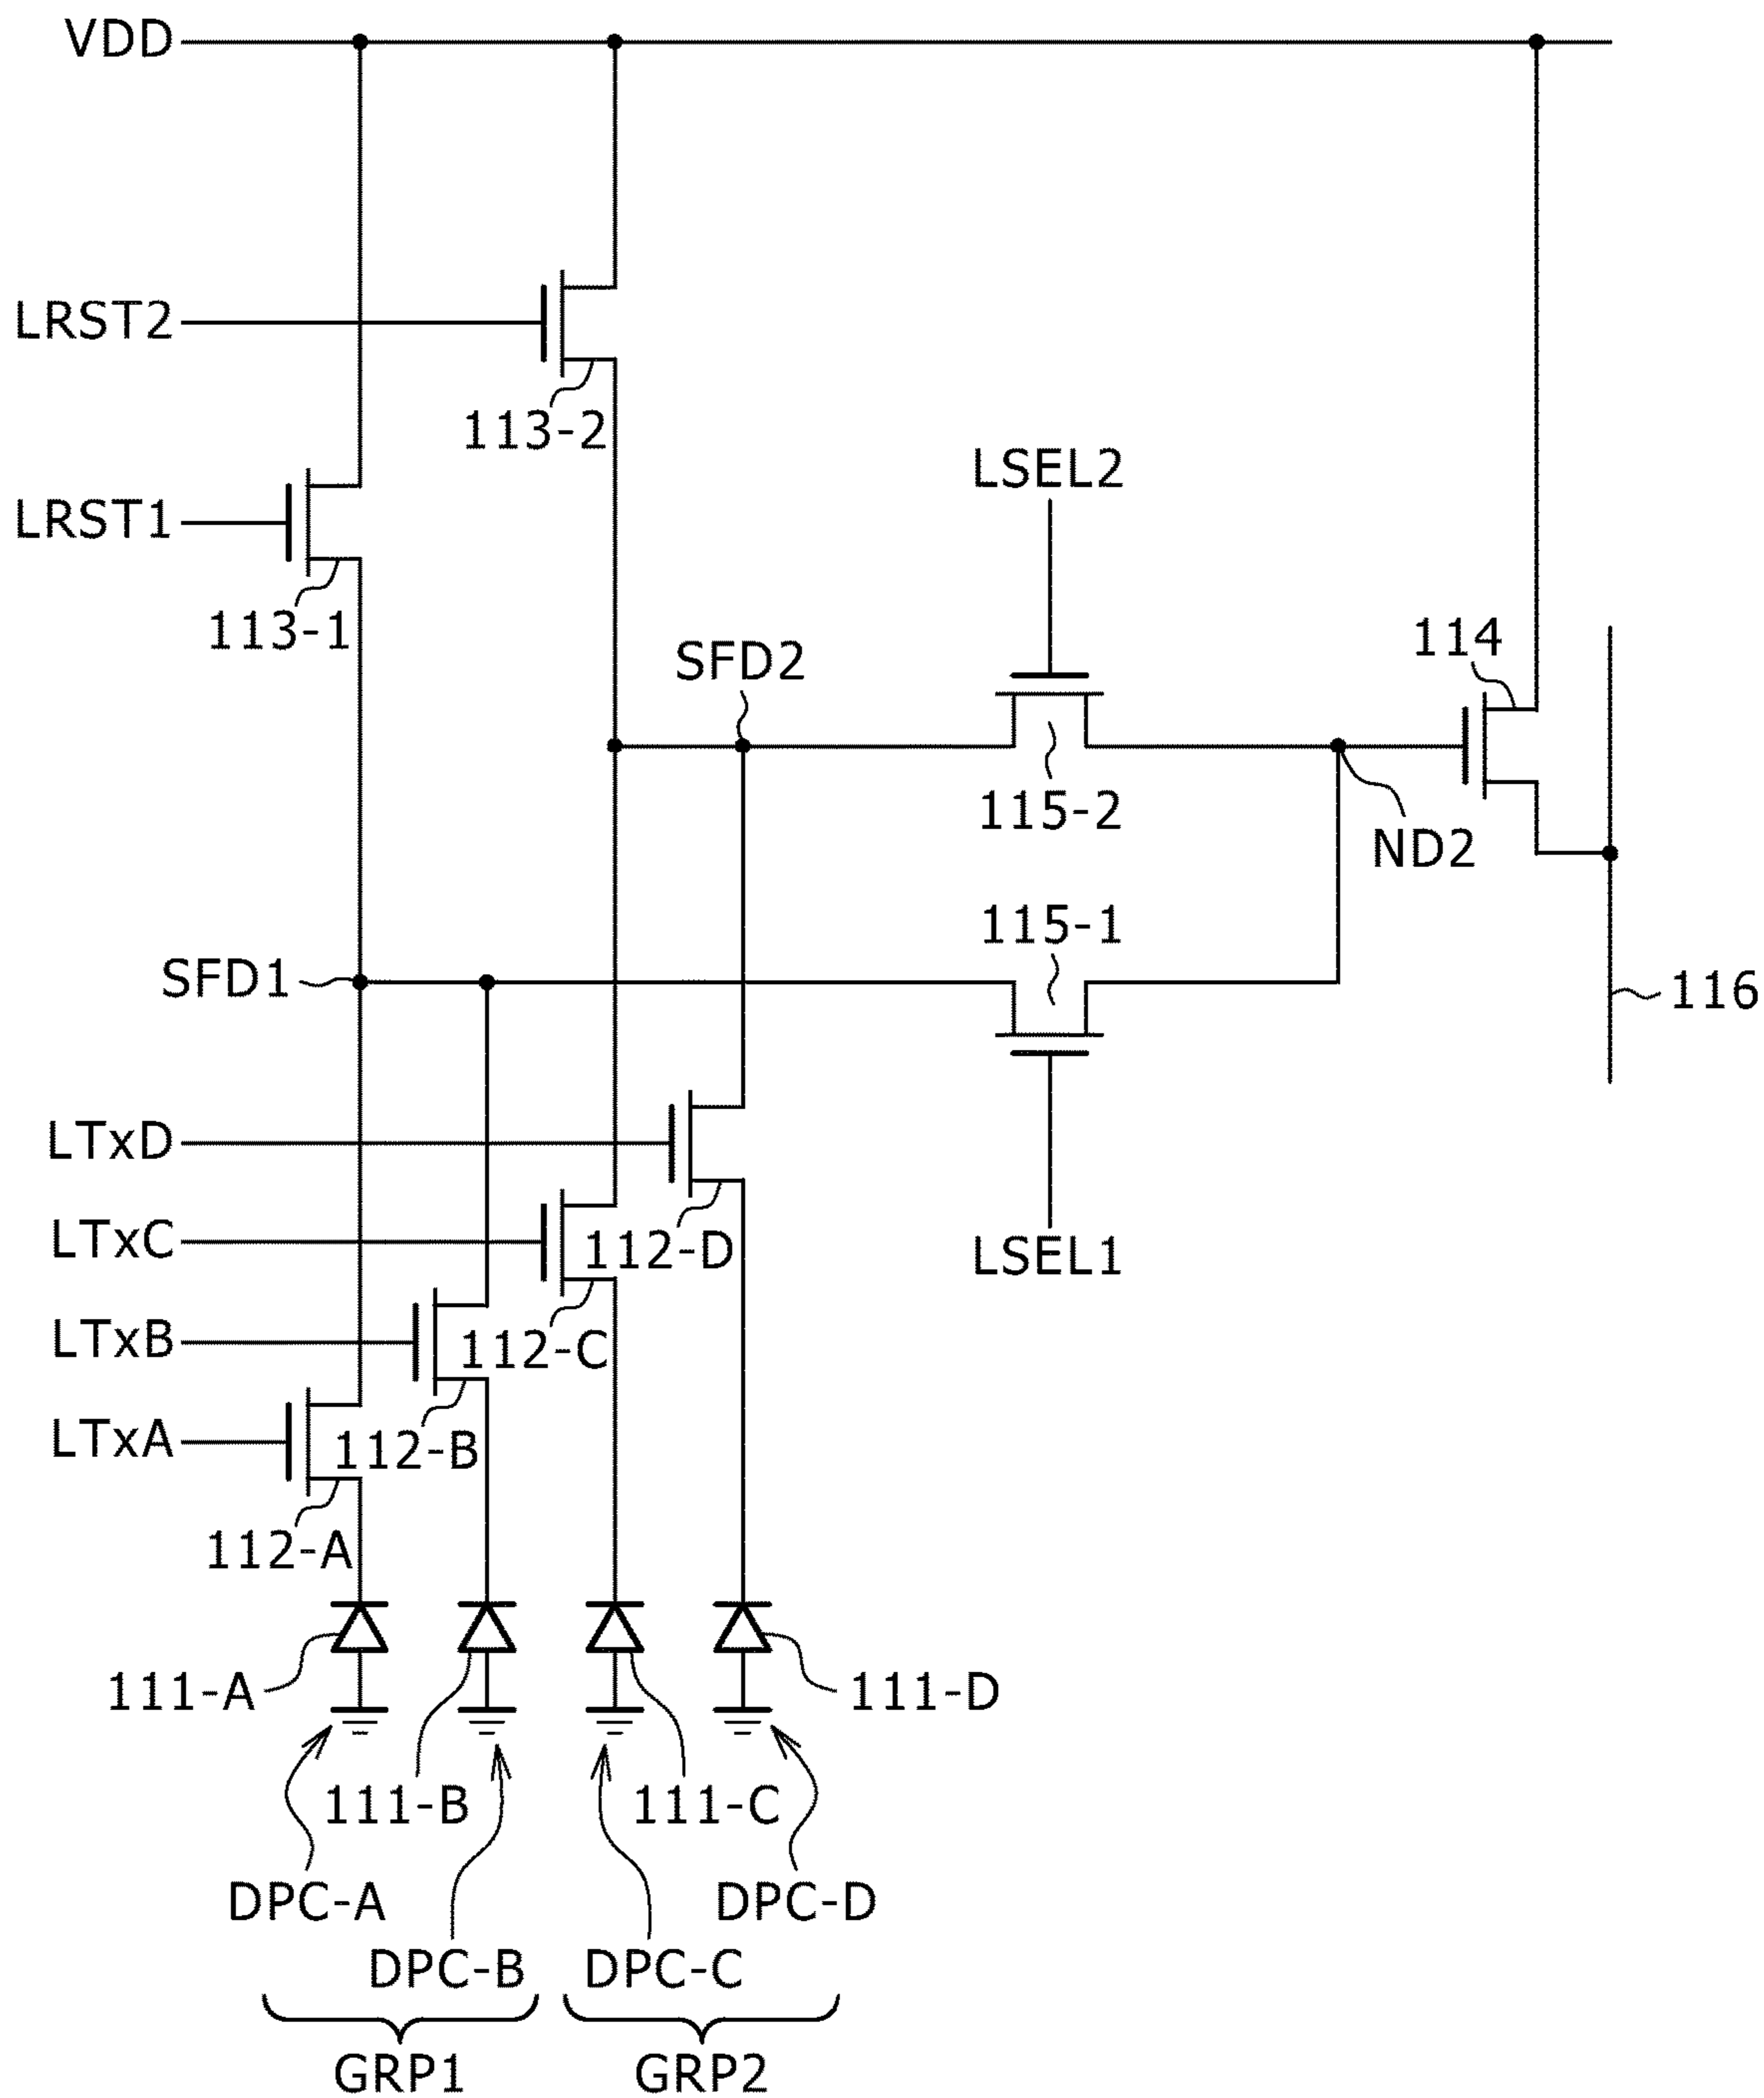 VDD
LRST2
113-2
LSEL2
LRST1
113-1
114
SFD2
115-2
ND2
115-1
SFD1
116
LTxD
LTxC
112-D
LSEL1
LTxB
112-C
LTxA
112-B
112-A
111-A
111-D
111-B
111-C
DPC-A
DPC-D
DPC-B
DPC-C
GRP1
GRP2